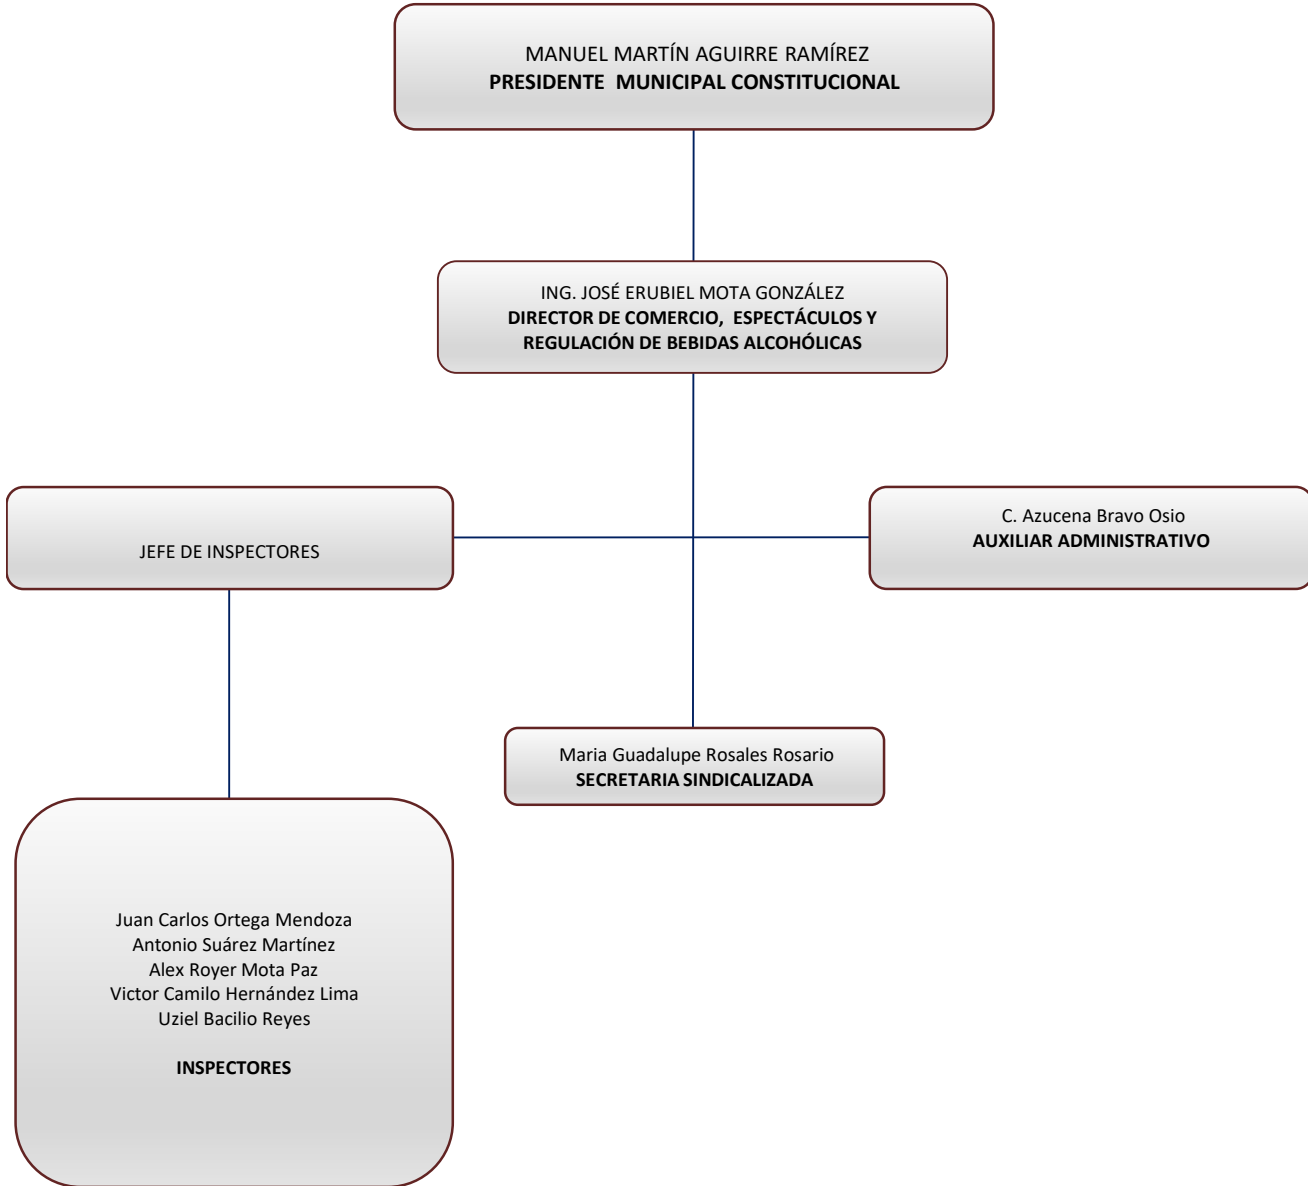 MANUEL MARTÍN AGUIRRE RAMÍREZ
PRESIDENTE  MUNICIPAL CONSTITUCIONAL
ING. JOSÉ ERUBIEL MOTA GONZÁLEZ
DIRECTOR DE COMERCIO,  ESPECTÁCULOS Y
REGULACIÓN DE BEBIDAS ALCOHÓLICAS
JEFE DE INSPECTORES
C. Azucena Bravo Osio
AUXILIAR ADMINISTRATIVO
Maria Guadalupe Rosales Rosario
SECRETARIA SINDICALIZADA
Juan Carlos Ortega Mendoza
Antonio Suárez Martínez
Alex Royer Mota Paz
Victor Camilo Hernández Lima
Uziel Bacilio Reyes
INSPECTORES